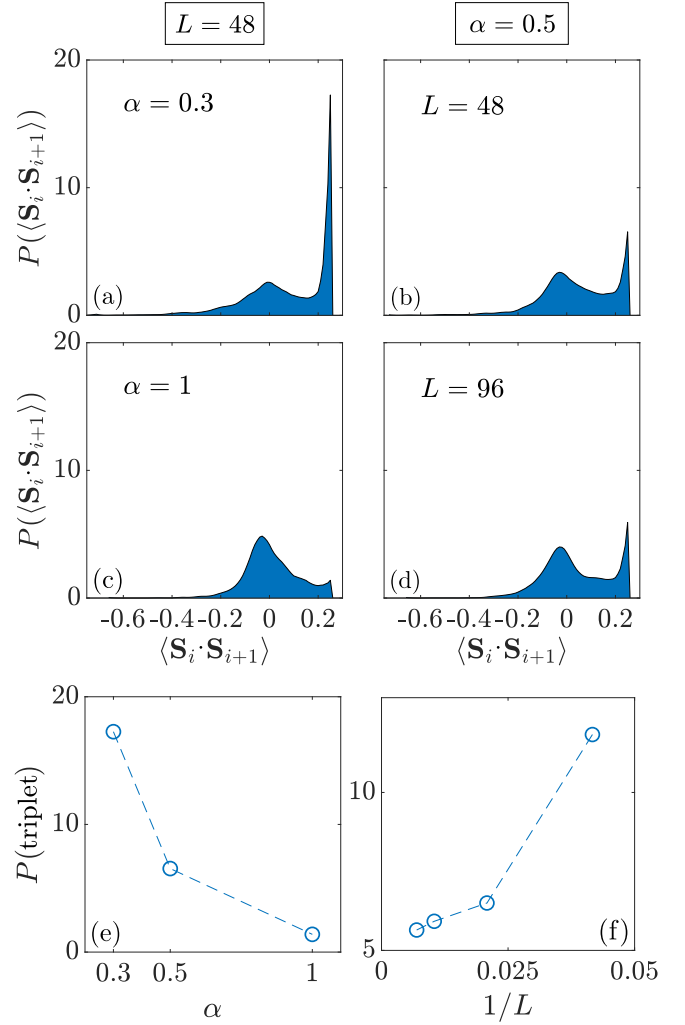 L = 48
α = 0.5
20
10
0
P(⟨S_i·S_{i+1}⟩)
α = 0.3
(a)
L = 48
(b)
20
10
0
P(⟨S_i·S_{i+1}⟩)
α = 1
(c)
L = 96
(d)
-0.6 -0.4 -0.2 0 0.2
-0.6 -0.4 -0.2 0 0.2
⟨S_i·S_{i+1}⟩
⟨S_i·S_{i+1}⟩
20
10
0
P(triplet)
(e)
0.3 0.5 1
α
10
5
(f)
0 0.025 0.05
1/L